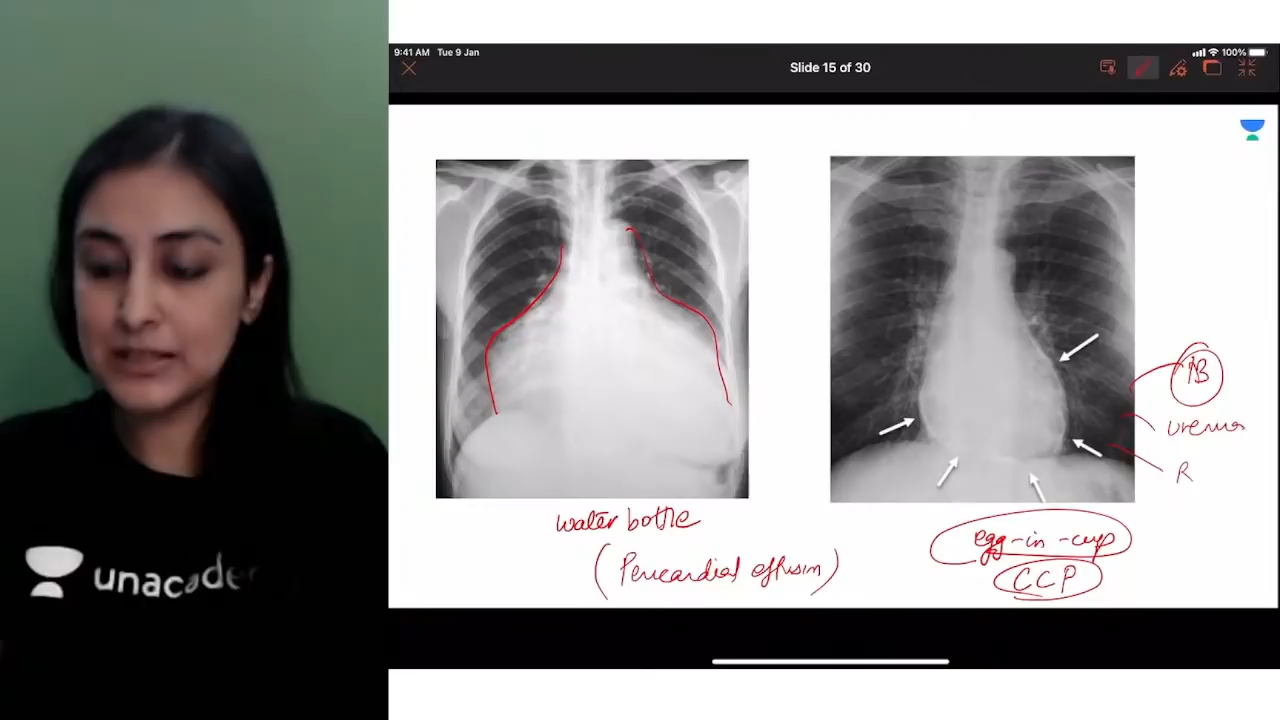 9:41 AM Tue 9 Jan
100%
Slide 15 of 30
TB
uremia
R
water bottle
(Pericardial effusion)
egg-in-cup
CCP
unacade